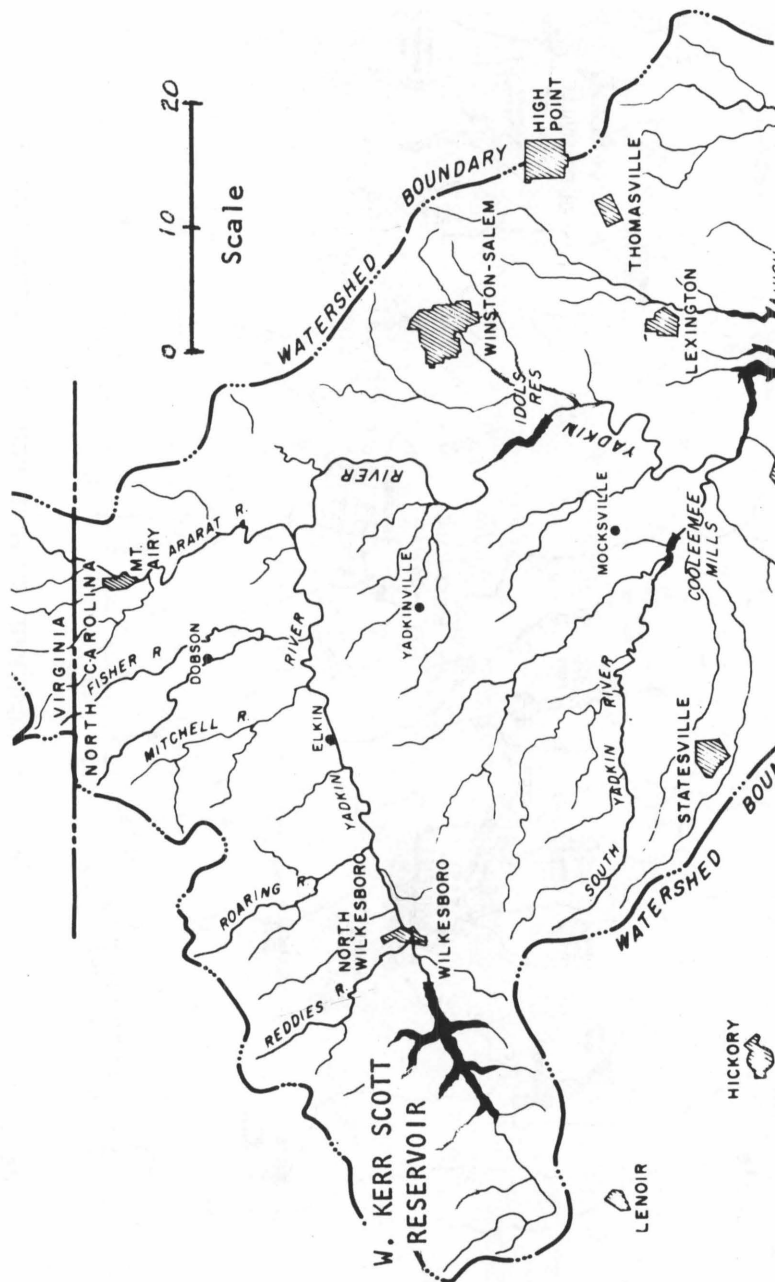 VIRGINIA
NORTH CAROLINA
MT.
AIRY
ARARAT R.
FISHER R
DOBSON
MITCHELL R.
ROARING R.
REDDIES R.
NORTH
WILKESBORO
WILKESBORO
YADKIN
ELKIN
RIVER
W. KERR SCOTT
RESERVOIR
YADKINVILLE
RIVER
WATERSHED
BOUNDARY
0 10 20
Scale
WINSTON-SALEM
HIGH
POINT
IDOLS
RES
YADKIN
THOMASVILLE
LEXINGTON
MOCKSVILLE
COOLEEMEE
MILLS
SOUTH
YADKIN
RIVER
STATESVILLE
WATERSHED
BOUN
LENOIR
HICKORY